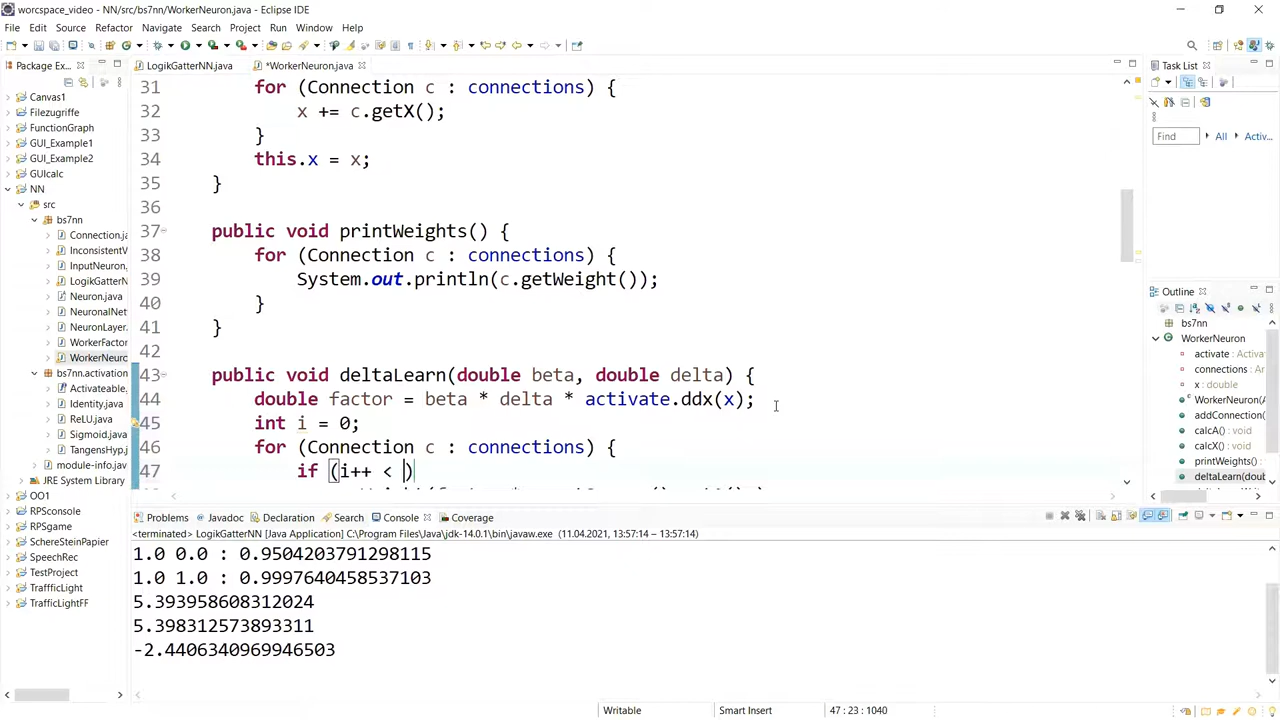 worcspace_video - NN/src/bs7nn/WorkerNeuron.java - Eclipse IDE
File Edit Source Refactor Navigate Search Project Run Window Help
Package Ex...
Canvas1
Filezugriffe
FunctionGraph
GUI_Example1
GUI_Example2
GUIcalc
NN
src
bs7nn
Connection.ja
InconsistentV
InputNeuron.
LogikGatterN
Neuron.java
NeuronalNet
NeuronLayer.
WorkerFactor
WorkerNeuro
bs7nn.activation
Activateable.
Identity.java
ReLU.java
Sigmoid.java
TangensHyp.j
module-info.jav
JRE System Library
OO1
RPSconsole
RPSgame
SchereSteinPapier
SpeechRec
TestProject
TraffficLight
TrafficLightFF
LogikGatterNN.java *WorkerNeuron.java
31 for (Connection c : connections) {
32 x += c.getX();
33 }
34 this.x = x;
35 }
36
37 public void printWeights() {
38 for (Connection c : connections) {
39 System.out.println(c.getWeight());
40 }
41 }
42
43 public void deltaLearn(double beta, double delta) {
44 double factor = beta * delta * activate.ddx(x);
45 int i = 0;
46 for (Connection c : connections) {
47 if (i++ < )
Problems Javadoc Declaration Search Console Coverage
<terminated> LogikGatterNN [Java Application] C:\Program Files\Java\jdk-14.0.1\bin\javaw.exe (11.04.2021, 13:57:14 – 13:57:14)
1.0 0.0 : 0.9504203791298115
1.0 1.0 : 0.9997640458537103
5.393958608312024
5.398312573893311
-2.4406340969946503
Task List
Find All Activ...
Outline
bs7nn
WorkerNeuron
activate : Activa
connections : 
x : double
WorkerNeuron(A
addConnection(
calcA() : void
calcX() : void
printWeights() :
deltaLearn(dou
Writable Smart Insert 47 : 23 : 1040